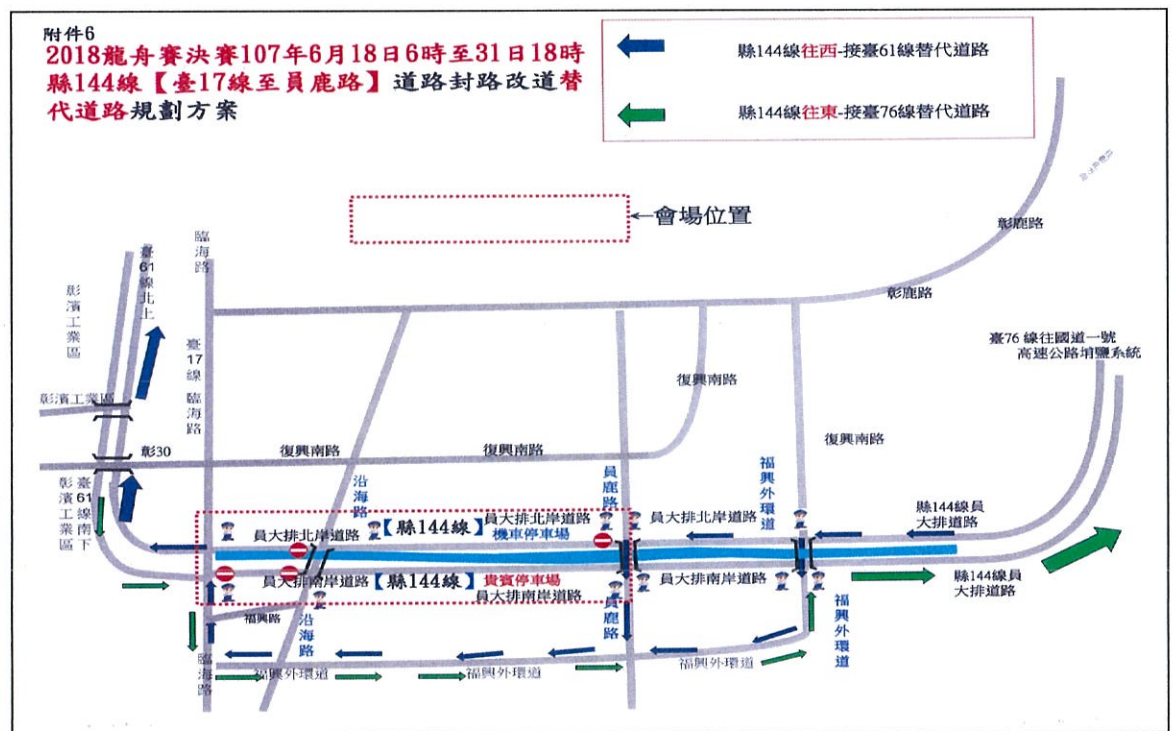 附件6
2018龍舟賽決賽107年6月18日6時至31日18時
縣144線【臺17線至員鹿路】道路封路改道替
代道路規劃方案
縣144線往西-接臺61線替代道路
縣144線往東-接臺76線替代道路
←會場位置
彰鹿路
彰鹿路
臨海路
臺61線北上
彰濱工業區
臺17線
臨海路
彰濱工業區
臺76線往國道一號
高速公路埔鹽系統
復興南路
復興南路
彰30
復興南路
復興南路
臺61線南下
彰濱工業區
沿海路
員鹿路
福興外環道
員大排北岸道路
【縣144線】
員大排北岸道路
機車停車場
員大排北岸道路
縣144線員
大排道路
員大排南岸道路
【縣144線】
貴賓停車場
員大排南岸道路
員大排南岸道路
縣144線員
大排道路
福興路
沿海路
員鹿路
福興外環道
臨海路
福興外環道
福興外環道
福興外環道